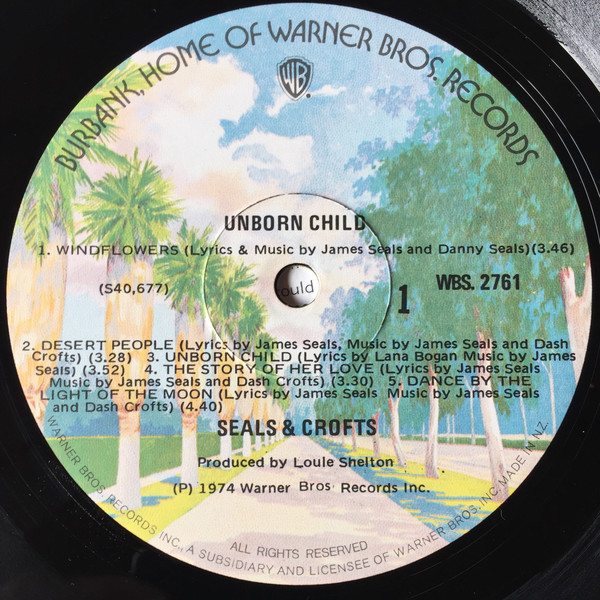 BURBANK, HOME OF WARNER BROS. RECORDS
WB
UNBORN CHILD
1. WINDFLOWERS (Lyrics & Music by James Seals and Danny Seals)(3.46)
(S40,677)
ould
1
WBS. 2761
2. DESERT PEOPLE (Lyrics by James Seals, Music by James Seals and Dash
Crofts) (3.28) 3. UNBORN CHILD (Lyrics by Lana Bogan Music by James
Seals) (3.52) 4. THE STORY OF HER LOVE (Lyrics by James Seals
Music by James Seals and Dash Crofts) (3.30) 5. DANCE BY THE
LIGHT OF THE MOON (Lyrics by James Seals Music by James Seals
and Dash Crofts) (4.40)
SEALS & CROFTS
Produced by Louie Shelton
(P) 1974 Warner Bros. Records Inc.
ALL RIGHTS RESERVED
WARNER BROS. RECORDS INC., A SUBSIDIARY AND LICENSEE OF WARNER BROS. INC. MADE IN N.Z.